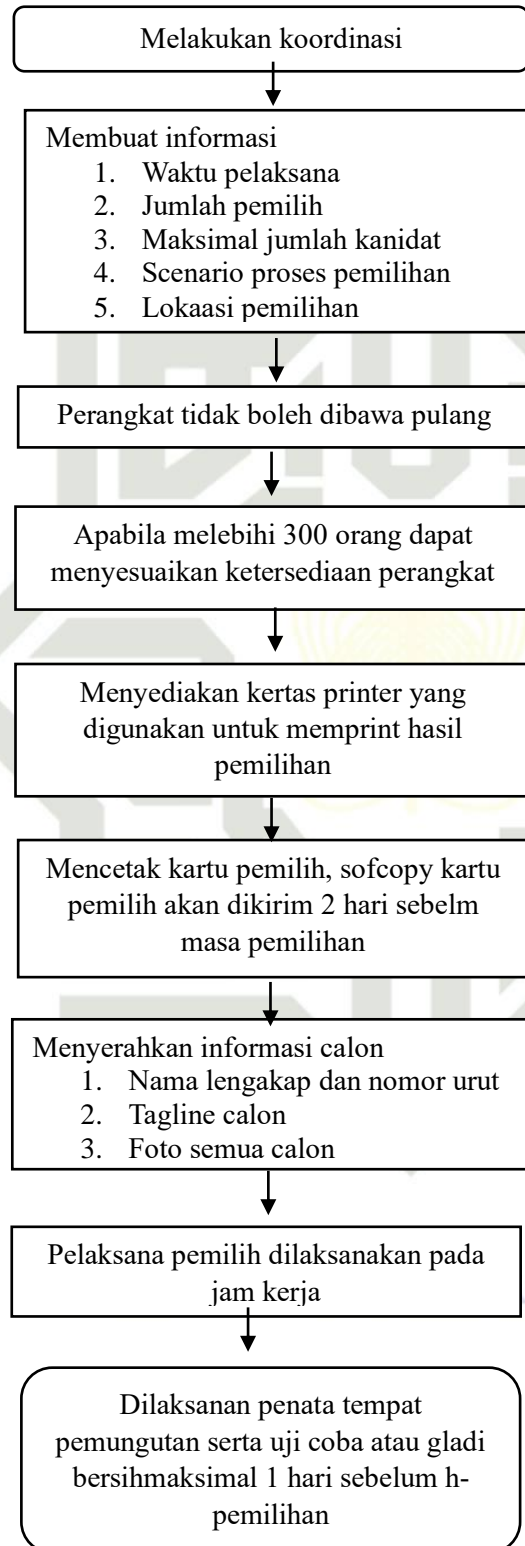 Melakukan koordinasi
Membuat informasi
1. Waktu pelaksana
2. Jumlah pemilih
3. Maksimal jumlah kanidat
4. Scenario proses pemilihan
5. Lokaasi pemilihan
Perangkat tidak boleh dibawa pulang
Apabila melebihi 300 orang dapat
menyesuaikan ketersediaan perangkat
Menyediakan kertas printer yang
digunakan untuk memprint hasil
pemilihan
Mencetak kartu pemilih, sofcopy kartu
pemilih akan dikirim 2 hari sebelm
masa pemilihan
Menyerahkan informasi calon
1. Nama lengakap dan nomor urut
2. Tagline calon
3. Foto semua calon
Pelaksana pemilih dilaksanakan pada
jam kerja
Dilaksanan penata tempat
pemungutan serta uji coba atau gladi
bersihmaksimal 1 hari sebelum h-
pemilihan